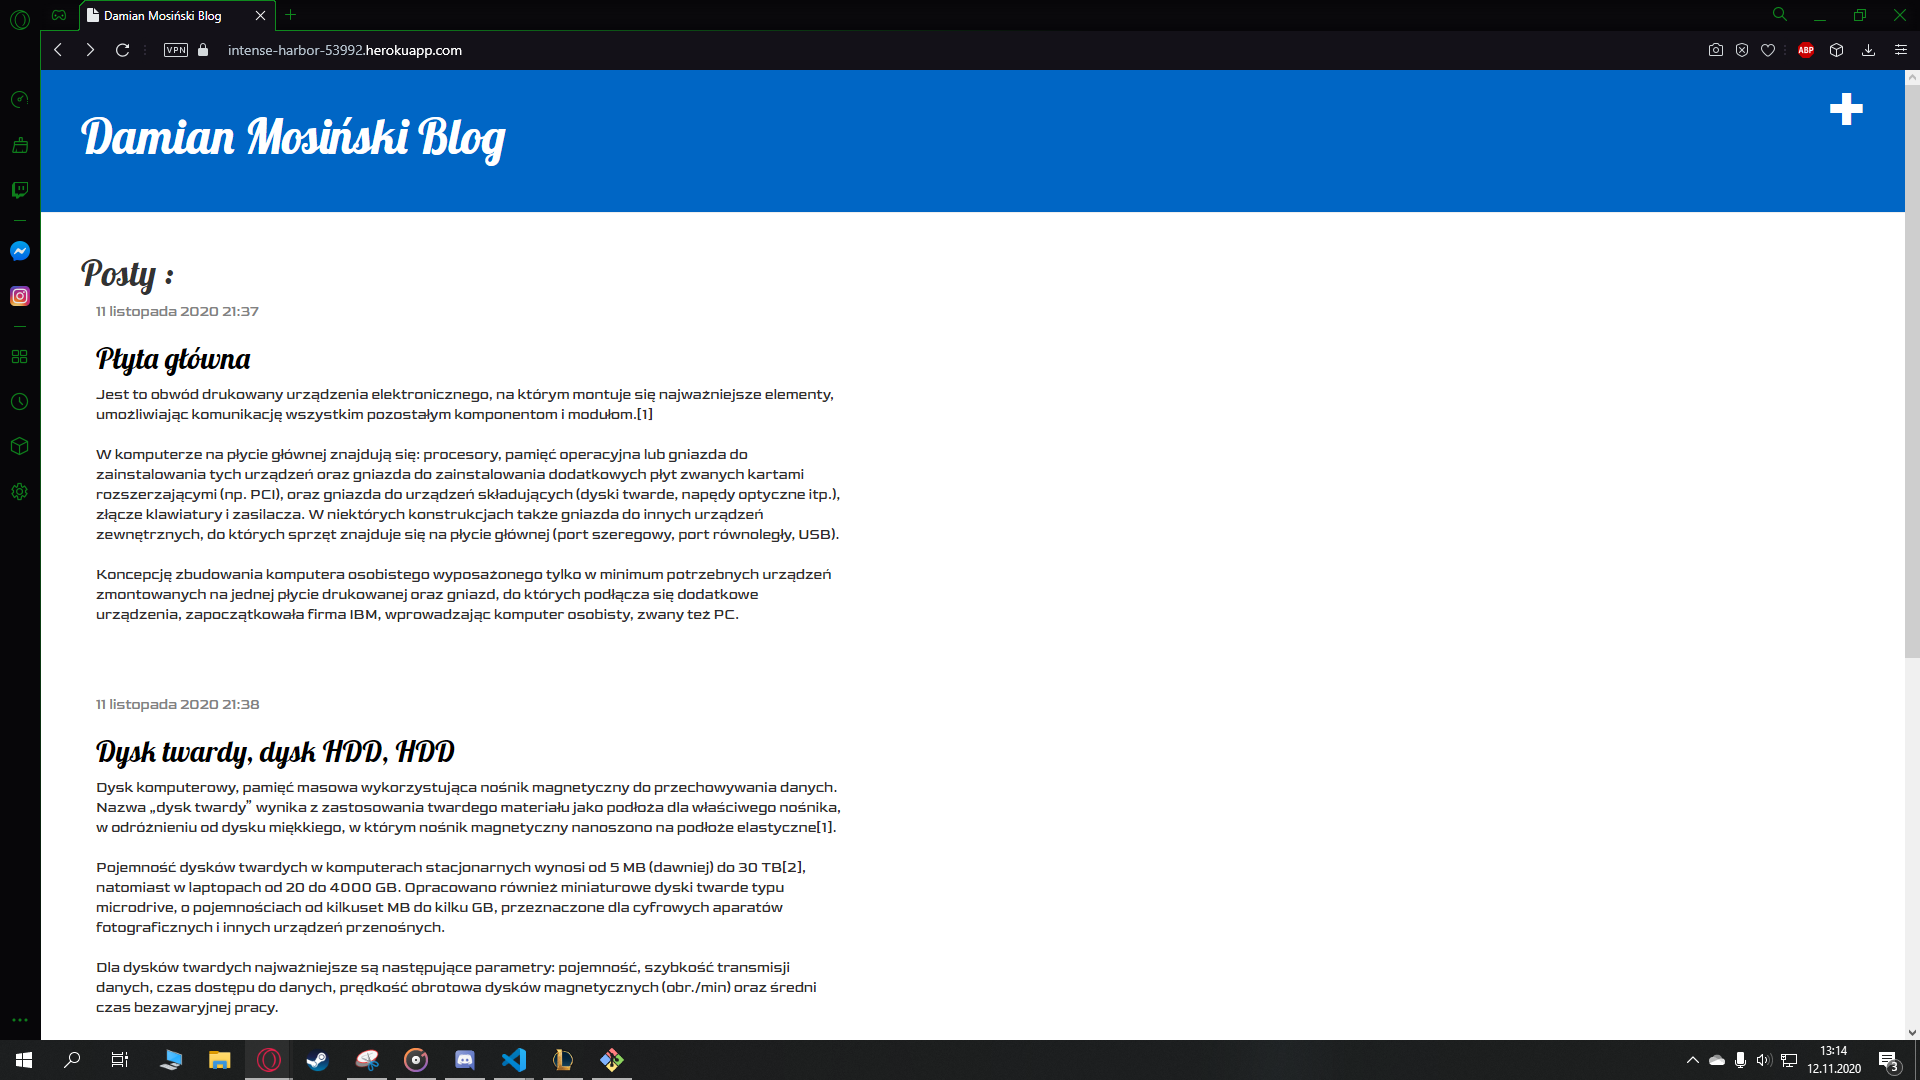 Damian Mosiński Blog
VPN
intense-harbor-53992.herokuapp.com
ABP
Damian Mosiński Blog
Posty :
11 listopada 2020 21:37
Płyta główna
Jest to obwód drukowany urządzenia elektronicznego, na którym montuje się najważniejsze elementy,
umożliwiając komunikację wszystkim pozostałym komponentom i modułom.[1]
W komputerze na płycie głównej znajdują się: procesory, pamięć operacyjna lub gniazda do
zainstalowania tych urządzeń oraz gniazda do zainstalowania dodatkowych płyt zwanych kartami
rozszerzającymi (np. PCI), oraz gniazda do urządzeń składujących (dyski twarde, napędy optyczne itp.),
złącze klawiatury i zasilacza. W niektórych konstrukcjach także gniazda do innych urządzeń
zewnętrznych, do których sprzęt znajduje się na płycie głównej (port szeregowy, port równoległy, USB).
Koncepcję zbudowania komputera osobistego wyposażonego tylko w minimum potrzebnych urządzeń
zmontowanych na jednej płycie drukowanej oraz gniazd, do których podłącza się dodatkowe
urządzenia, zapoczątkowała firma IBM, wprowadzając komputer osobisty, zwany też PC.
11 listopada 2020 21:38
Dysk twardy, dysk HDD, HDD
Dysk komputerowy, pamięć masowa wykorzystująca nośnik magnetyczny do przechowywania danych.
Nazwa „dysk twardy” wynika z zastosowania twardego materiału jako podłoża dla właściwego nośnika,
w odróżnieniu od dysku miękkiego, w którym nośnik magnetyczny nanoszono na podłoże elastyczne[1].
Pojemność dysków twardych w komputerach stacjonarnych wynosi od 5 MB (dawniej) do 30 TB[2],
natomiast w laptopach od 20 do 4000 GB. Opracowano również miniaturowe dyski twarde typu
microdrive, o pojemnościach od kilkuset MB do kilku GB, przeznaczone dla cyfrowych aparatów
fotograficznych i innych urządzeń przenośnych.
Dla dysków twardych najważniejsze są następujące parametry: pojemność, szybkość transmisji
danych, czas dostępu do danych, prędkość obrotowa dysków magnetycznych (obr./min) oraz średni
czas bezawaryjnej pracy.
13:14
12.11.2020
3